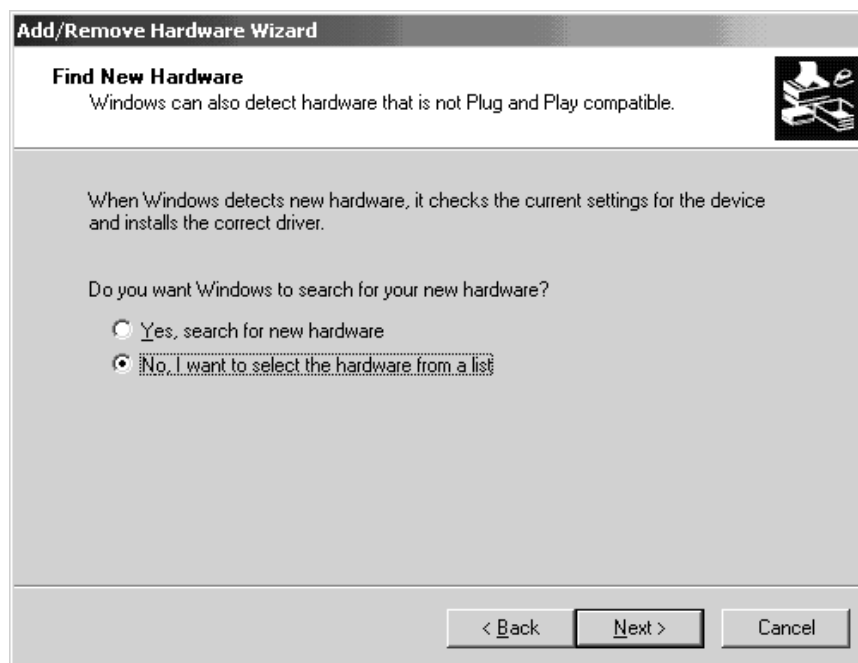 Add/Remove Hardware Wizard
Find New Hardware
Windows can also detect hardware that is not Plug and Play compatible.
When Windows detects new hardware, it checks the current settings for the device
and installs the correct driver.
Do you want Windows to search for your new hardware?
Yes, search for new hardware
No, I want to select the hardware from a list
< Back Next > Cancel